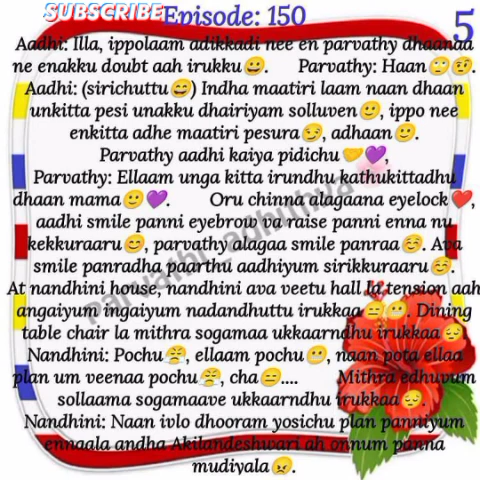 SUBSCRIBE
Episode: 150
5
Aadhi: Illa, ippolaam adikkadi nee en parvathy dhaanaa
ne enakku doubt aah irukku😀. Parvathy: Haan🙄🤨.
Aadhi: (sirichuttu😄) Indha maatiri laam naan dhaan
unkitta pesi unakku dhairiyam solluven🙂, ippo nee
enkitta adhe maatiri pesura😏, adhaan🙂.
Parvathy aadhi kaiya pidichu🤝💜,
Parvathy: Ellaam unga kitta irundhu kathukittadhu
dhaan mama🙂💜. Oru chinna alagaana eyelock❤️,
aadhi smile panni eyebrow va raise panni enna nu
kekkuraaru😊, parvathy alagaa smile panraa☺️. Ava
smile panradha paarthu aadhiyum sirikkuraaru☺️.
At nandhini house, nandhini ava veetu hall la tension aah
angaiyum ingaiyum nadandhuttu irukkaa😑😬. Dining
table chair la mithra sogamaa ukkaarndhu irukkaa😔
Nandhini: Pochu😤, ellaam pochu😬, naan pota ellaa
plan um veenaa pochu😤, cha😑.... Mithra edhuvum
sollaama sogamaave ukkaarndhu irukkaa😔
Nandhini: Naan ivlo dhooram yosichu plan panniyum
ennaala andha Akilandeshwari ah onnum panna
mudiyala😠.